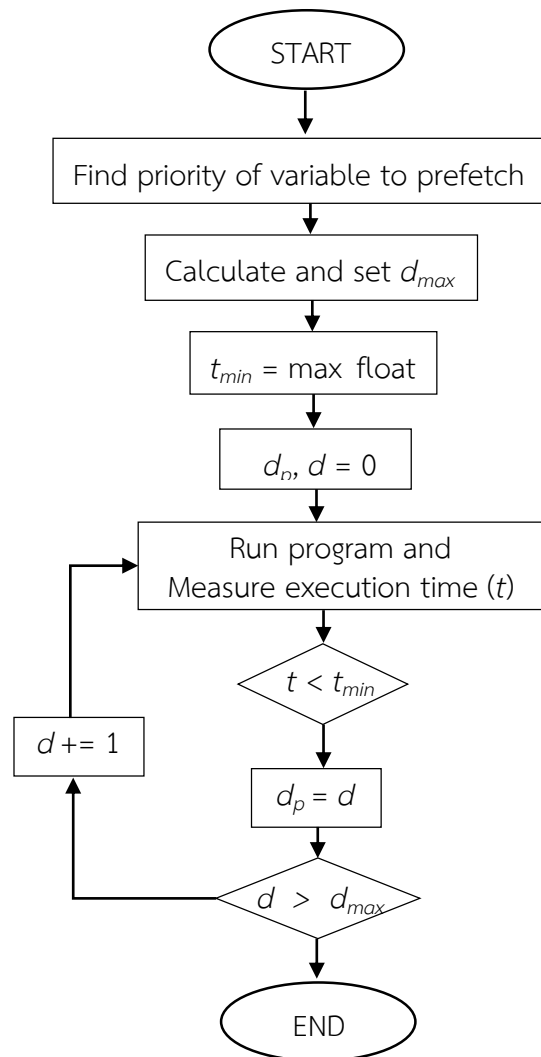 START
Find priority of variable to prefetch
Calculate and set dmax
tmin = max float
dp, d = 0
Run program and
Measure execution time (t)
t < tmin
d += 1
dp = d
d > dmax
END